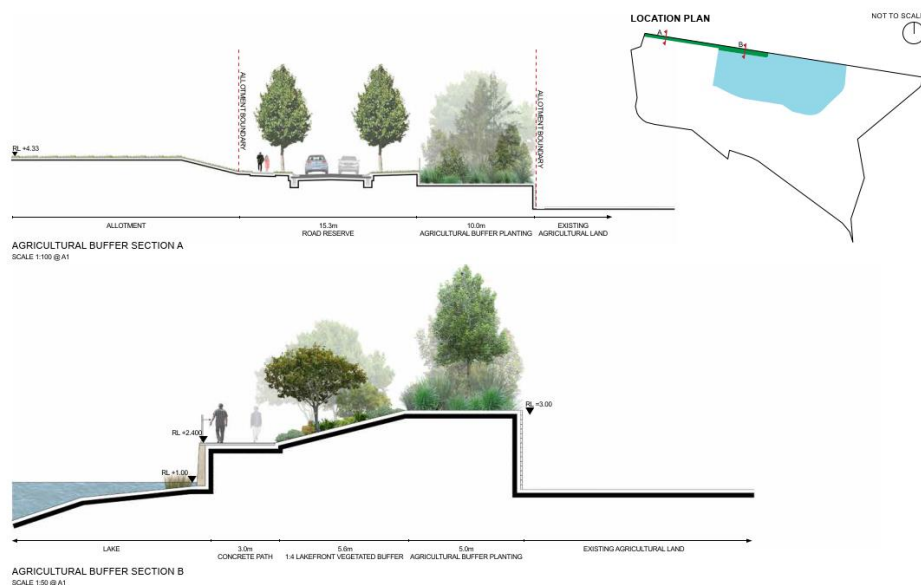 LOCATION PLAN
NOT TO SCALE
A
B
ALLOTMENT BOUNDARY
ALLOTMENT BOUNDARY
RL +4.33
ALLOTMENT
15.3m
ROAD RESERVE
10.0m
AGRICULTURAL BUFFER PLANTING
EXISTING
AGRICULTURAL LAND
AGRICULTURAL BUFFER SECTION A
SCALE 1:100 @ A1
RL =3.00
RL +2.400
RL +1.00
LAKE
3.0m
CONCRETE PATH
5.6m
1:4 LAKEFRONT VEGETATED BUFFER
5.0m
AGRICULTURAL BUFFER PLANTING
EXISTING AGRICULTURAL LAND
AGRICULTURAL BUFFER SECTION B
SCALE 1:50 @ A1